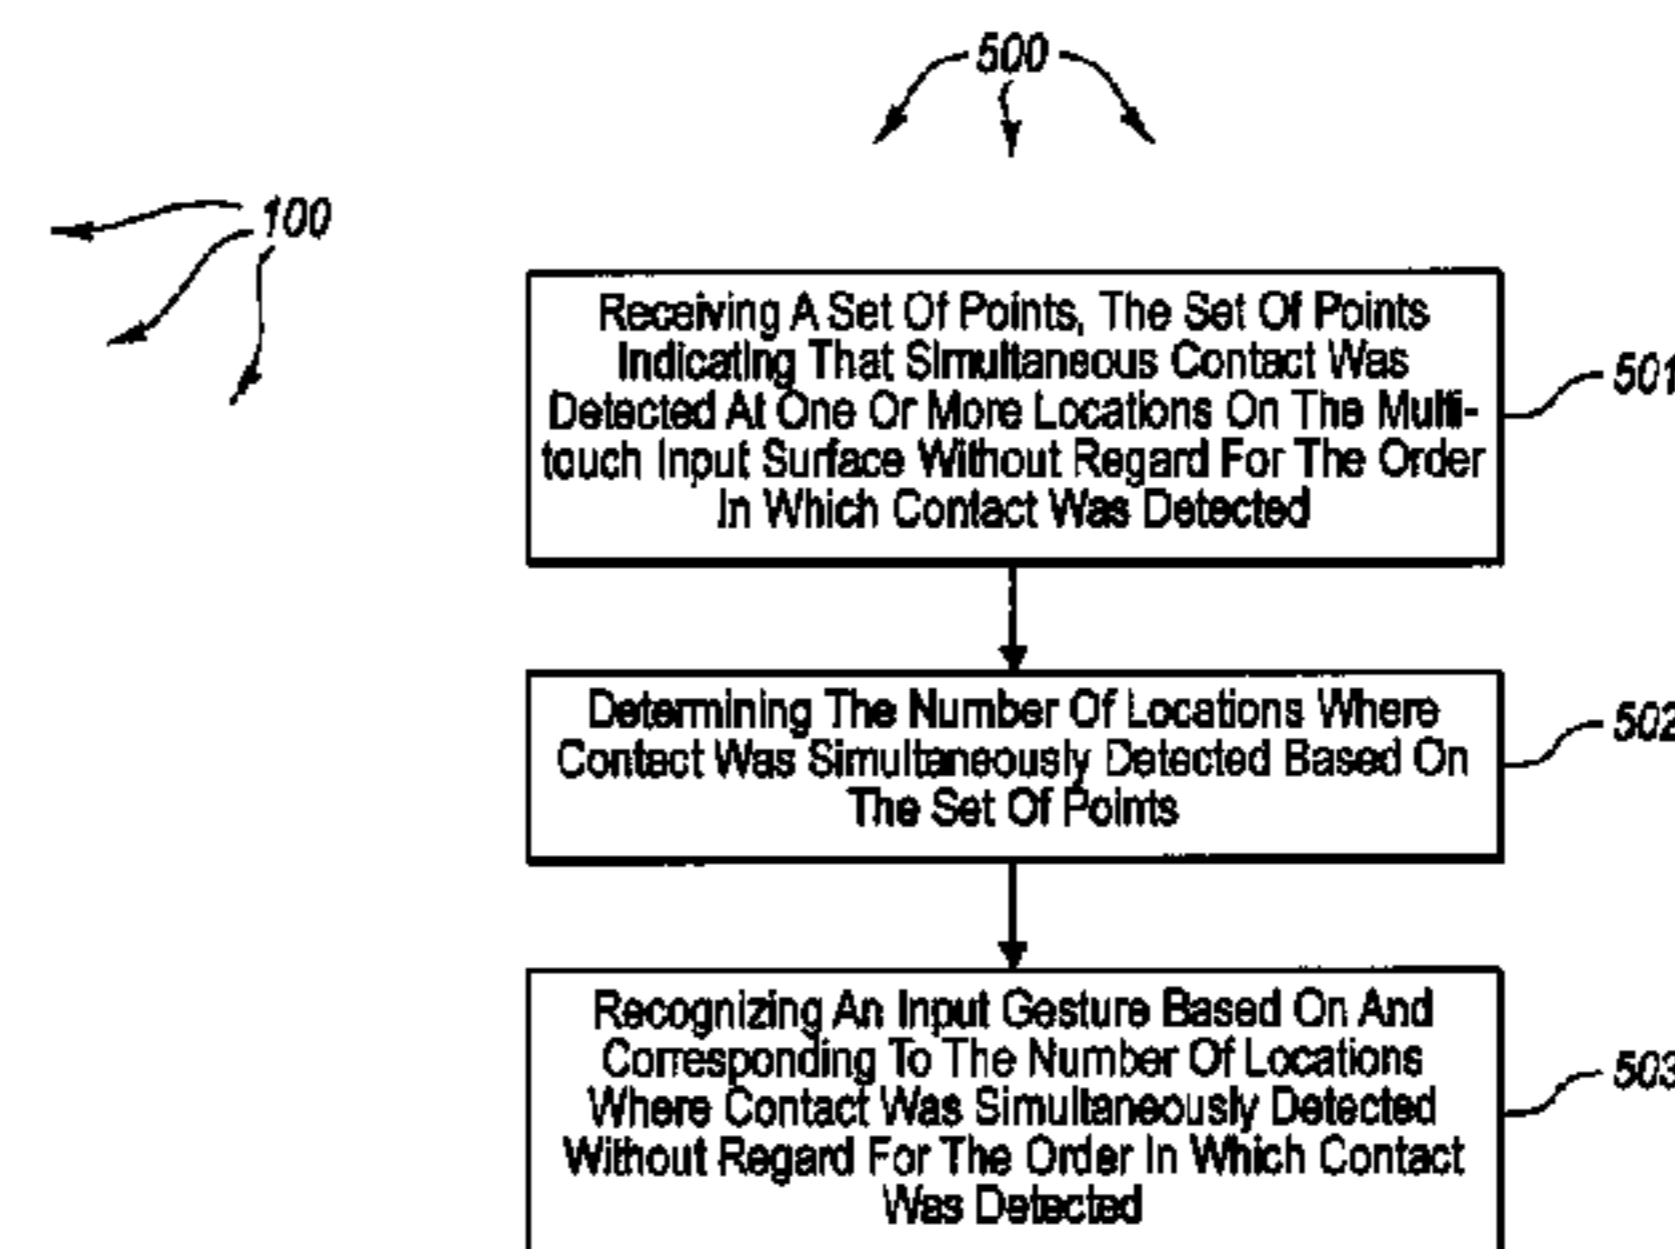 500
100
Receiving A Set Of Points, The Set Of Points
Indicating That Simultaneous Contact Was
Detected At One Or More Locations On The Multi-
touch Input Surface Without Regard For The Order
In Which Contact Was Detected
501
Determining The Number Of Locations Where
Contact Was Simultaneously Detected Based On
The Set Of Points
502
Recognizing An Input Gesture Based On And
Corresponding To The Number Of Locations
Where Contact Was Simultaneously Detected
Without Regard For The Order In Which Contact
Was Detected
503